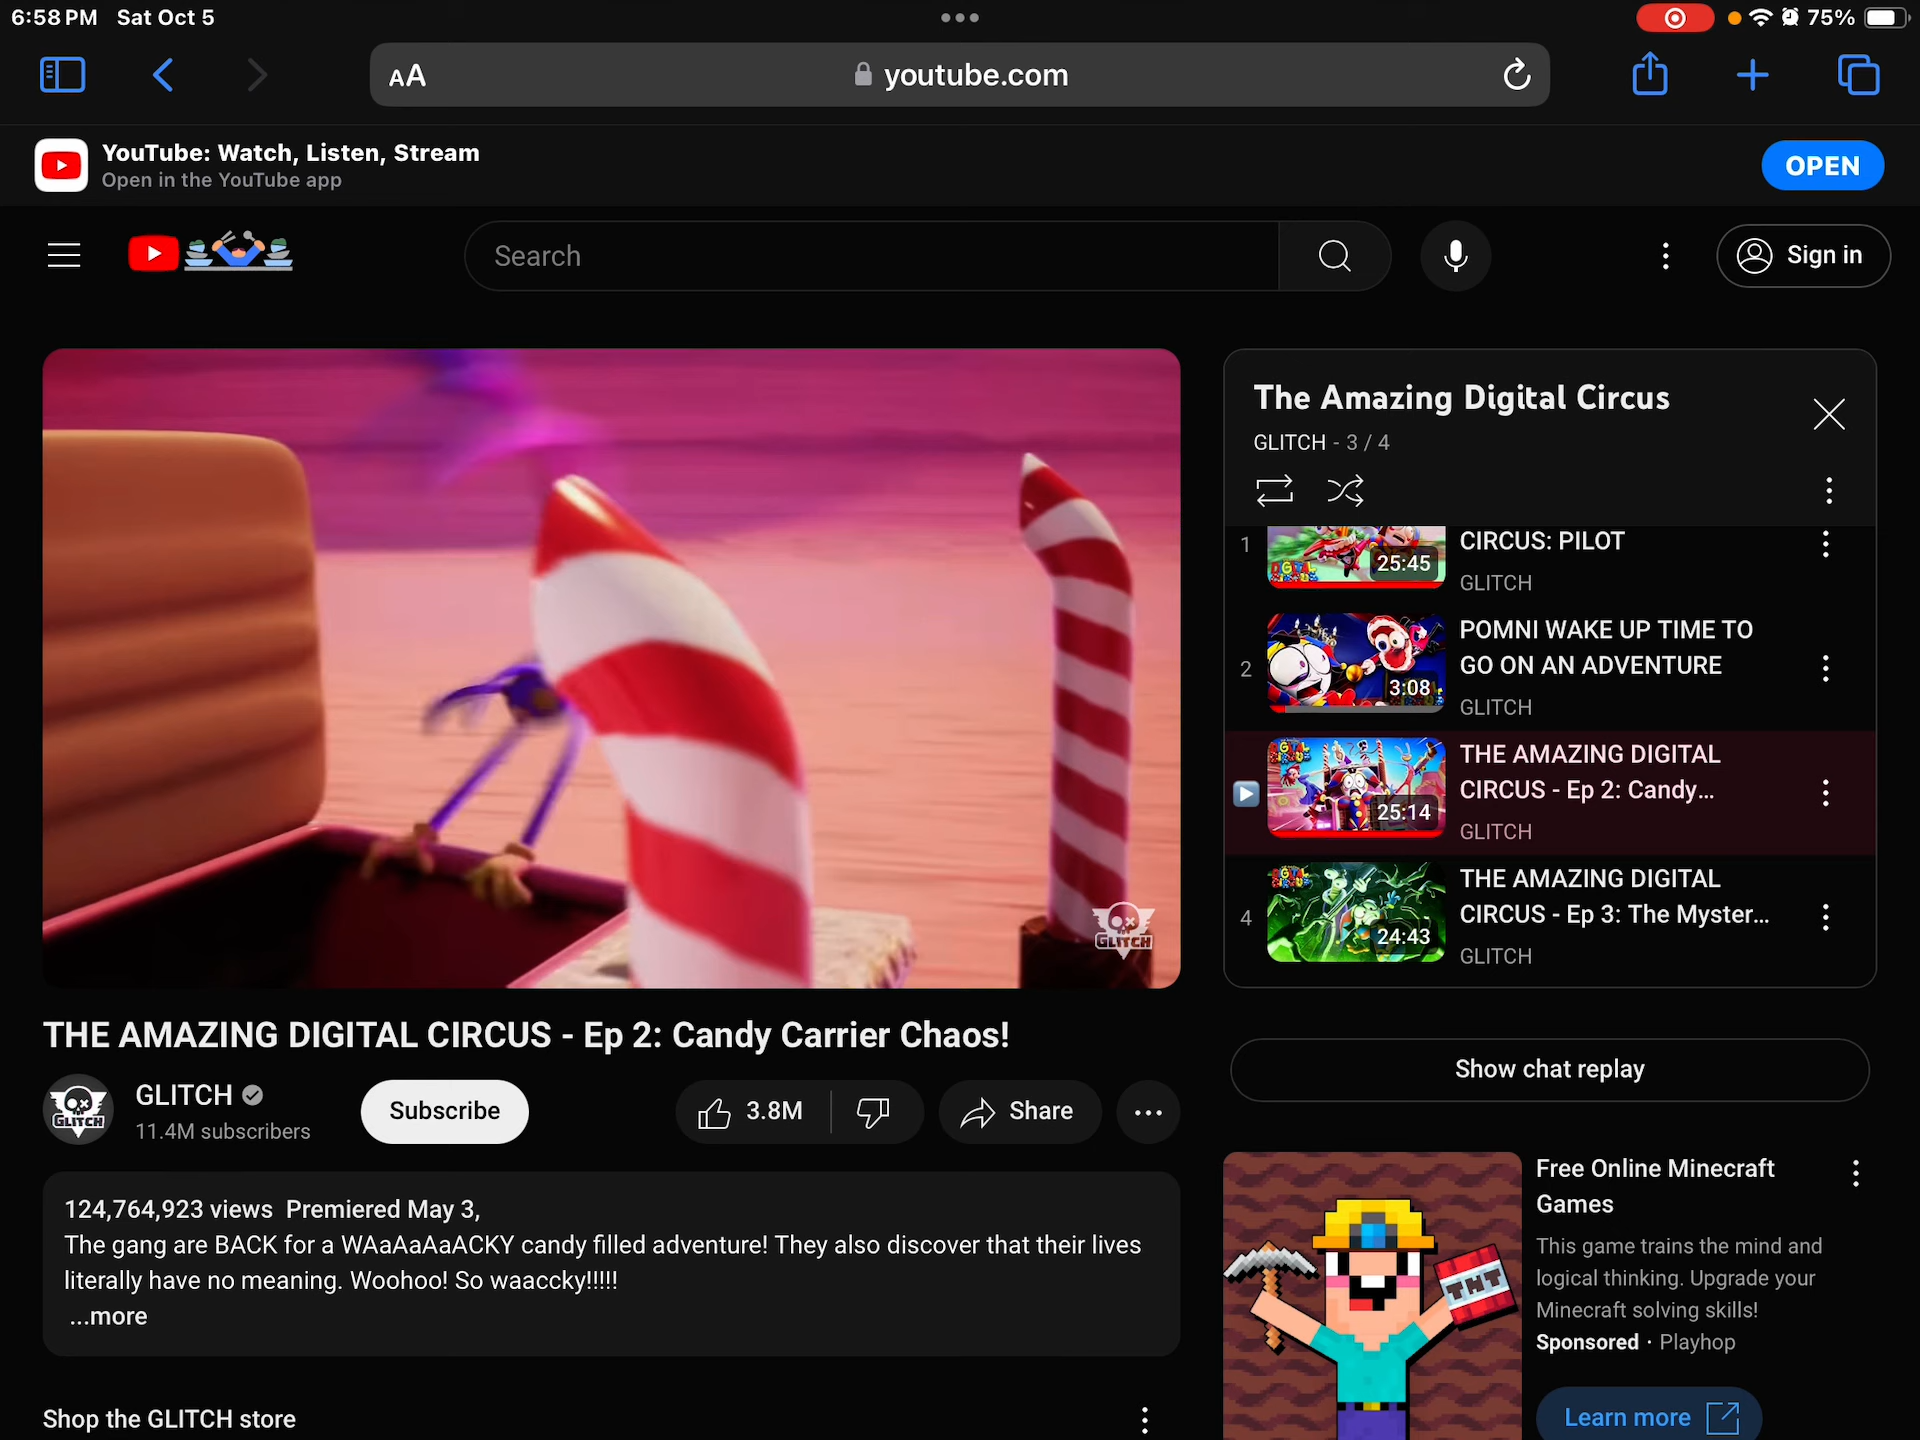 6:58 PM Sat Oct 5
75%
AA
youtube.com
YouTube: Watch, Listen, Stream
Open in the YouTube app
OPEN
Search
Sign in
GLITCH
The Amazing Digital Circus
GLITCH - 3 / 4
1
25:45
CIRCUS: PILOT
GLITCH
2
3:08
POMNI WAKE UP TIME TO
GO ON AN ADVENTURE
GLITCH
25:14
THE AMAZING DIGITAL
CIRCUS - Ep 2: Candy...
GLITCH
4
24:43
THE AMAZING DIGITAL
CIRCUS - Ep 3: The Myster...
GLITCH
THE AMAZING DIGITAL CIRCUS - Ep 2: Candy Carrier Chaos!
GLITCH
GLITCH
11.4M subscribers
Subscribe
3.8M
Share
124,764,923 views Premiered May 3,
The gang are BACK for a WAaAaAaACKY candy filled adventure! They also discover that their lives
literally have no meaning. Woohoo! So waaccky!!!!!
...more
Shop the GLITCH store
Show chat replay
TNT
Free Online Minecraft
Games
This game trains the mind and
logical thinking. Upgrade your
Minecraft solving skills!
Sponsored · Playhop
Learn more